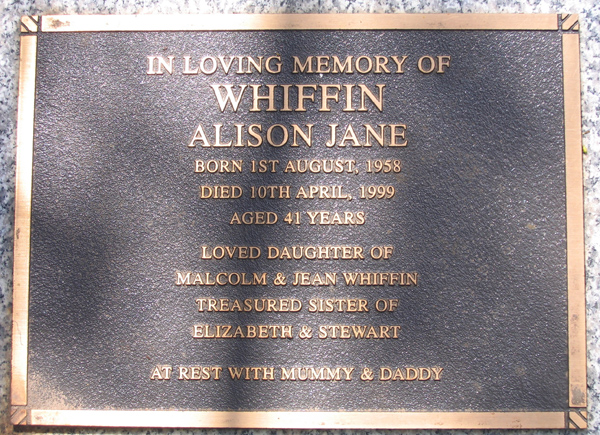 IN LOVING MEMORY OF
WHIFFIN
ALISON JANE
BORN 1ST AUGUST, 1958
DIED 10TH APRIL, 1999
AGED 41 YEARS
LOVED DAUGHTER OF
MALCOLM & JEAN WHIFFIN
TREASURED SISTER OF
ELIZABETH & STEWART
AT REST WITH MUMMY & DADDY